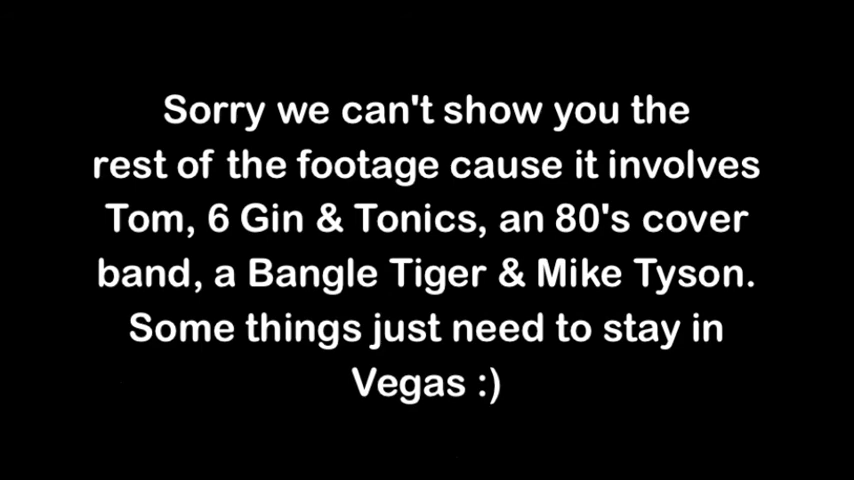 Sorry we can't show you the
rest of the footage cause it involves
Tom, 6 Gin & Tonics, an 80's cover
band, a Bangle Tiger & Mike Tyson.
Some things just need to stay in
Vegas :)